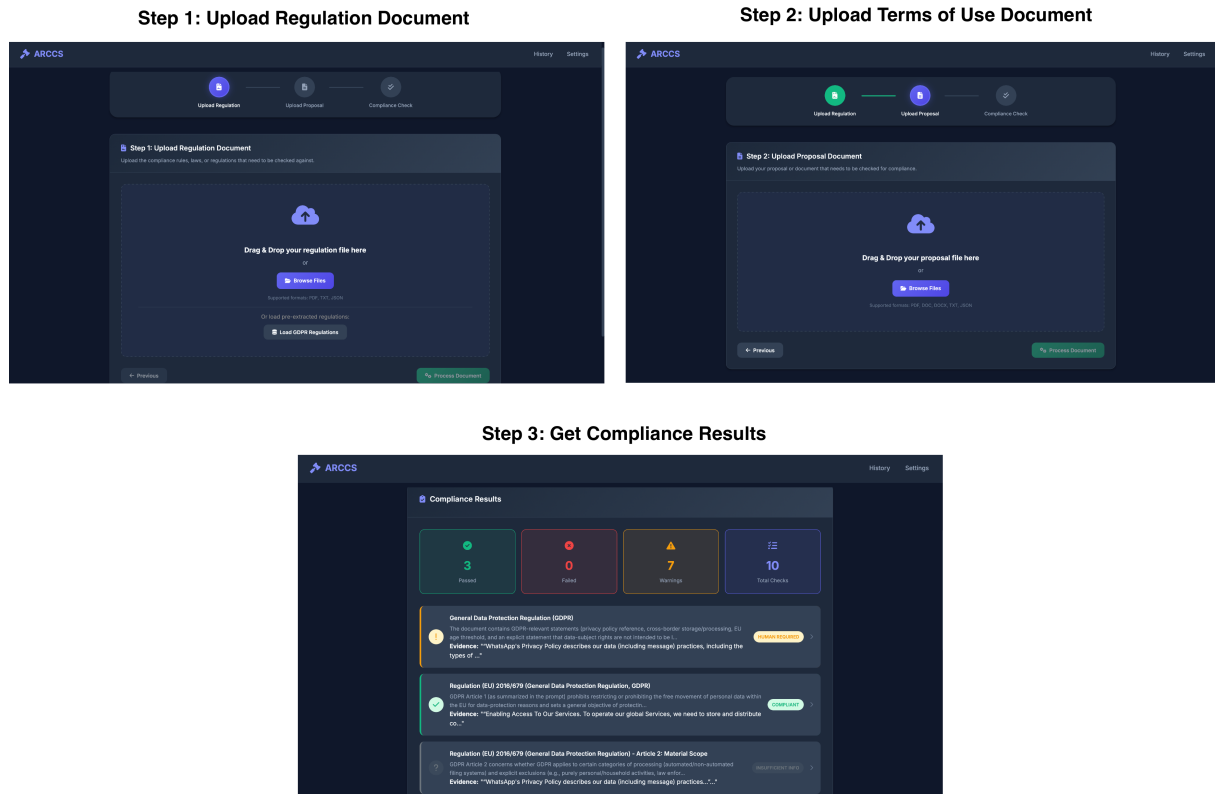 Step 1: Upload Regulation Document
ARCCS
History Settings
Upload Regulation
Upload Proposal
Compliance Check
Step 1: Upload Regulation Document
Upload the compliance rules, laws, or regulations that need to be checked against.
Drag & Drop your regulation file here
or
Browse Files
Supported formats: PDF, TXT, JSON
Or load pre-extracted regulations:
Load GDPR Regulations
← Previous
Process Document
Step 2: Upload Terms of Use Document
ARCCS
History Settings
Upload Regulation
Upload Proposal
Compliance Check
Step 2: Upload Proposal Document
Upload your proposal or document that needs to be checked for compliance.
Drag & Drop your proposal file here
or
Browse Files
Supported formats: PDF, DOC, DOCX, TXT, JSON
← Previous
Process Document
Step 3: Get Compliance Results
ARCCS
History Settings
Compliance Results
3
Passed
0
Failed
7
Warnings
10
Total Checks
General Data Protection Regulation (GDPR)
The document contains GDPR-relevant statements (privacy policy reference, cross-border storage/processing, EU
age threshold, and an explicit statement that data-subject rights are not intended to be l...
Evidence: ""WhatsApp's Privacy Policy describes our data (including message) practices, including the
types of ..."
HUMAN REQUIRED
Regulation (EU) 2016/679 (General Data Protection Regulation, GDPR)
GDPR Article 1 (as summarized in the prompt) prohibits restricting or prohibiting the free movement of personal data within
the EU for data-protection reasons and sets a general objective of protectin...
Evidence: ""Enabling Access To Our Services. To operate our global Services, we need to store and distribute
co..."
COMPLIANT
Regulation (EU) 2016/679 (General Data Protection Regulation) - Article 2: Material Scope
GDPR Article 2 concerns whether GDPR applies to certain categories of processing (automated/non-automated
filing systems) and explicit exclusions (e.g., purely personal/household activities, law enfor...
Evidence: ""WhatsApp's Privacy Policy describes our data (including message) practices..."..."
INSUFFICIENT INFO